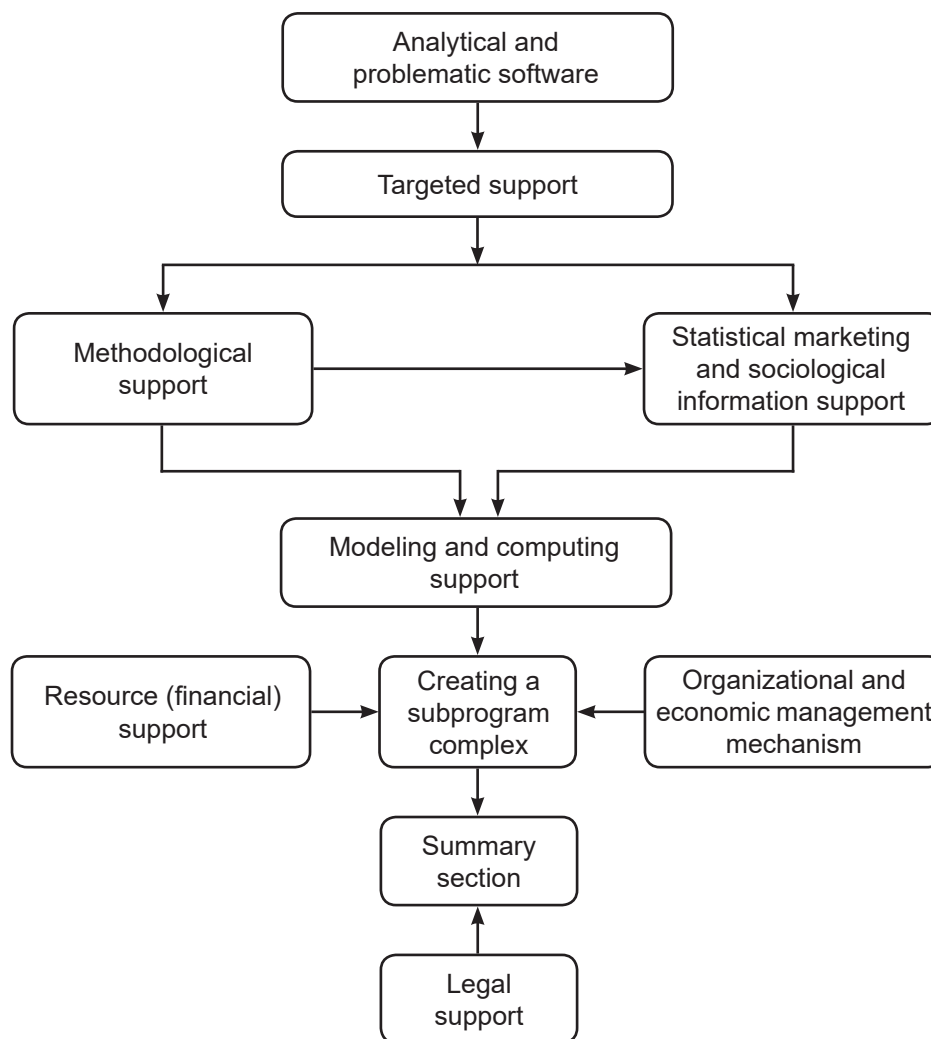 Analytical and
problematic software
Targeted support
Methodological
support
Statistical marketing
and sociological
information support
Modeling and computing
support
Resource (financial)
support
Creating a
subprogram
complex
Organizational and
economic management
mechanism
Summary
section
Legal
support